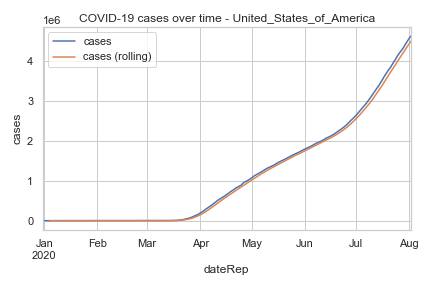 COVID-19 cases over time - United_States_of_America
1e6
cases
cases (rolling)
4
3
2
1
0
cases
Jan
2020
Feb
Mar
Apr
May
Jun
Jul
Aug
dateRep